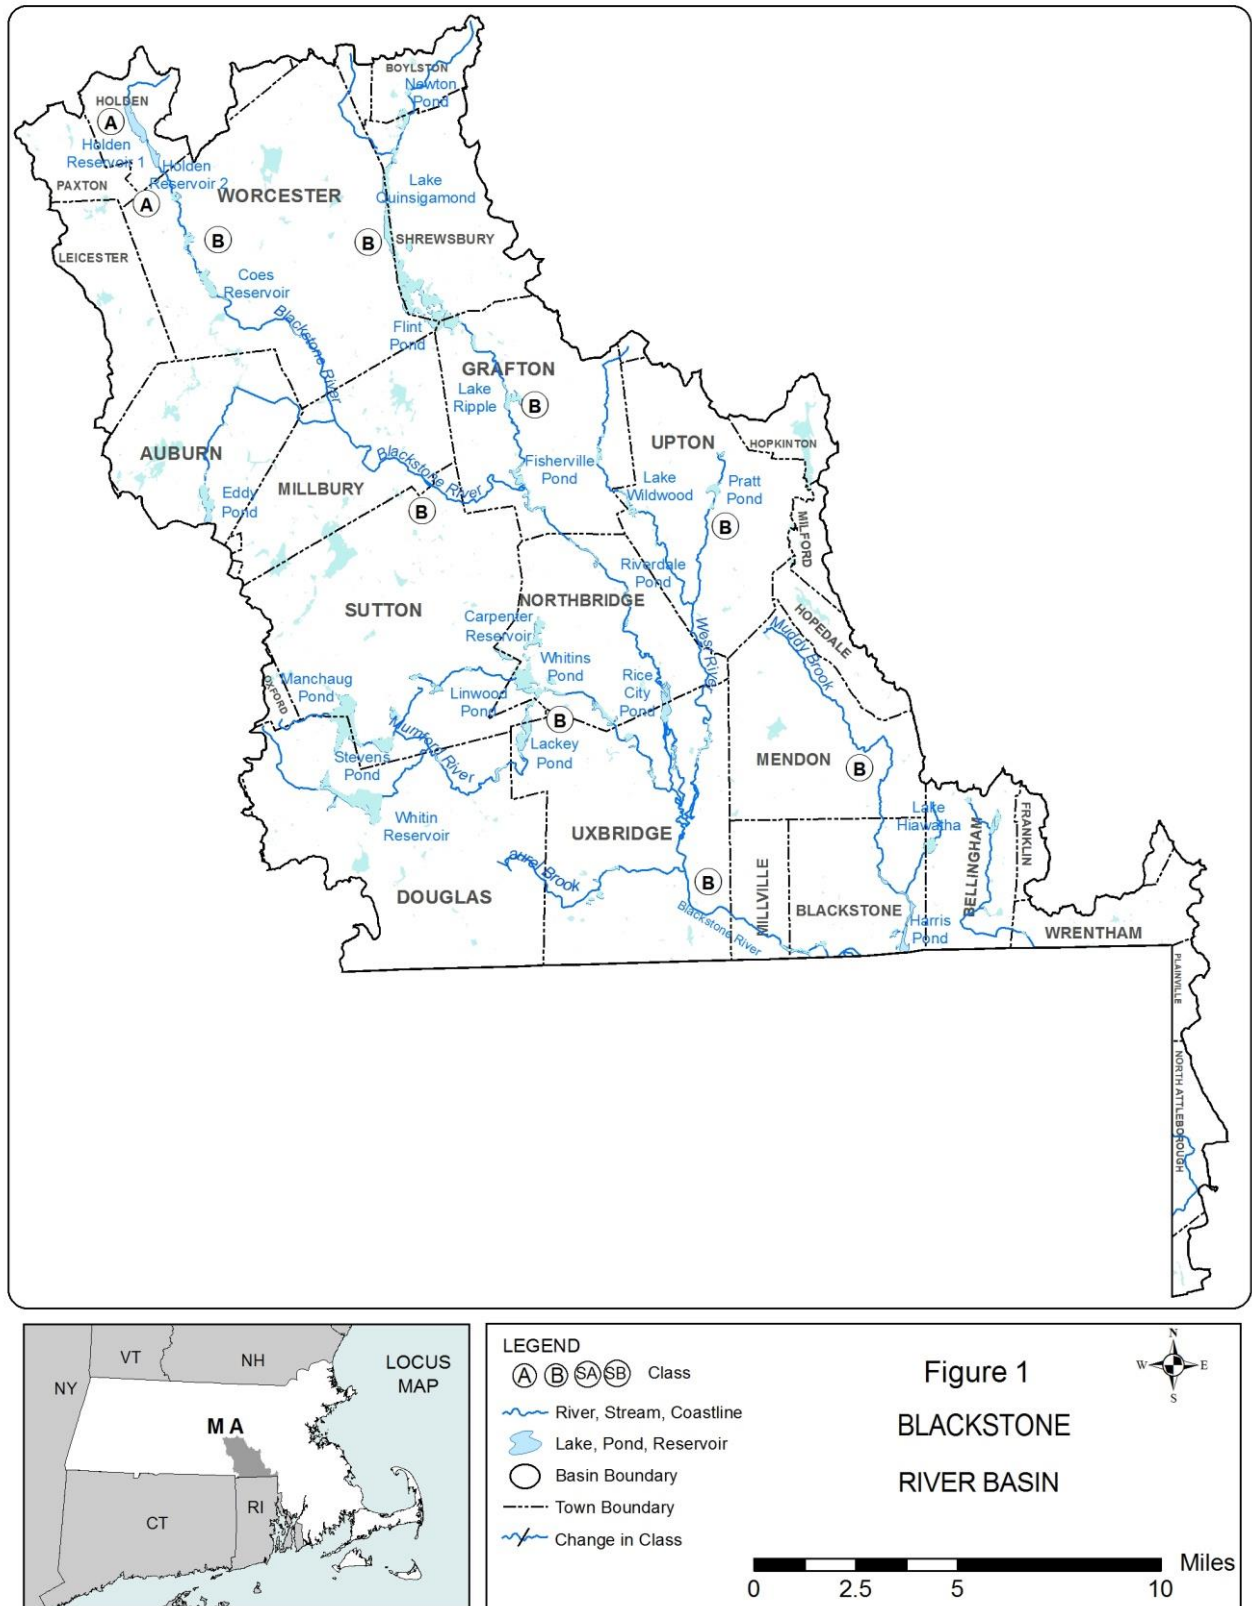 BOYLSTON
Newton
Pond
HOLDEN
A
Holden
Reservoir 1
Holden
Reservoir 2
PAXTON
A
WORCESTER
Lake
Quinsigamond
B
B
SHREWSBURY
LEICESTER
Coes
Reservoir
Blackstone River
Flint
Pond
GRAFTON
Lake
Ripple
B
AUBURN
UPTON
HOPKINTON
Blackstone River
Fisherville
Pond
Lake
Wildwood
Pratt
Pond
MILLBURY
Eddy
Pond
B
B
MILFORD
Riverdale
Pond
SUTTON
NORTHBRIDGE
Carpenter
Reservoir
HOPEDALE
Muddy Brook
West River
Whitins
Pond
Rice
City
Pond
OXFORD
Manchaug
Pond
Linwood
Pond
B
Mumford River
Lackey
Pond
Stevens
Pond
MENDON
B
Whitin
Reservoir
UXBRIDGE
Lake
Hiawatha
FRANKLIN
BELLINGHAM
aurel Brook
DOUGLAS
B
MILLVILLE
BLACKSTONE
Blackstone River
Harris
Pond
WRENTHAM
PLAINVILLE
NORTH ATTLEBOROUGH
VT
NH
NY
LOCUS
MAP
MA
CT
RI
LEGEND
A B SA SB Class
River, Stream, Coastline
Lake, Pond, Reservoir
Basin Boundary
Town Boundary
Change in Class
Figure 1
BLACKSTONE
RIVER BASIN
N
W E
S
Miles
0 2.5 5 10